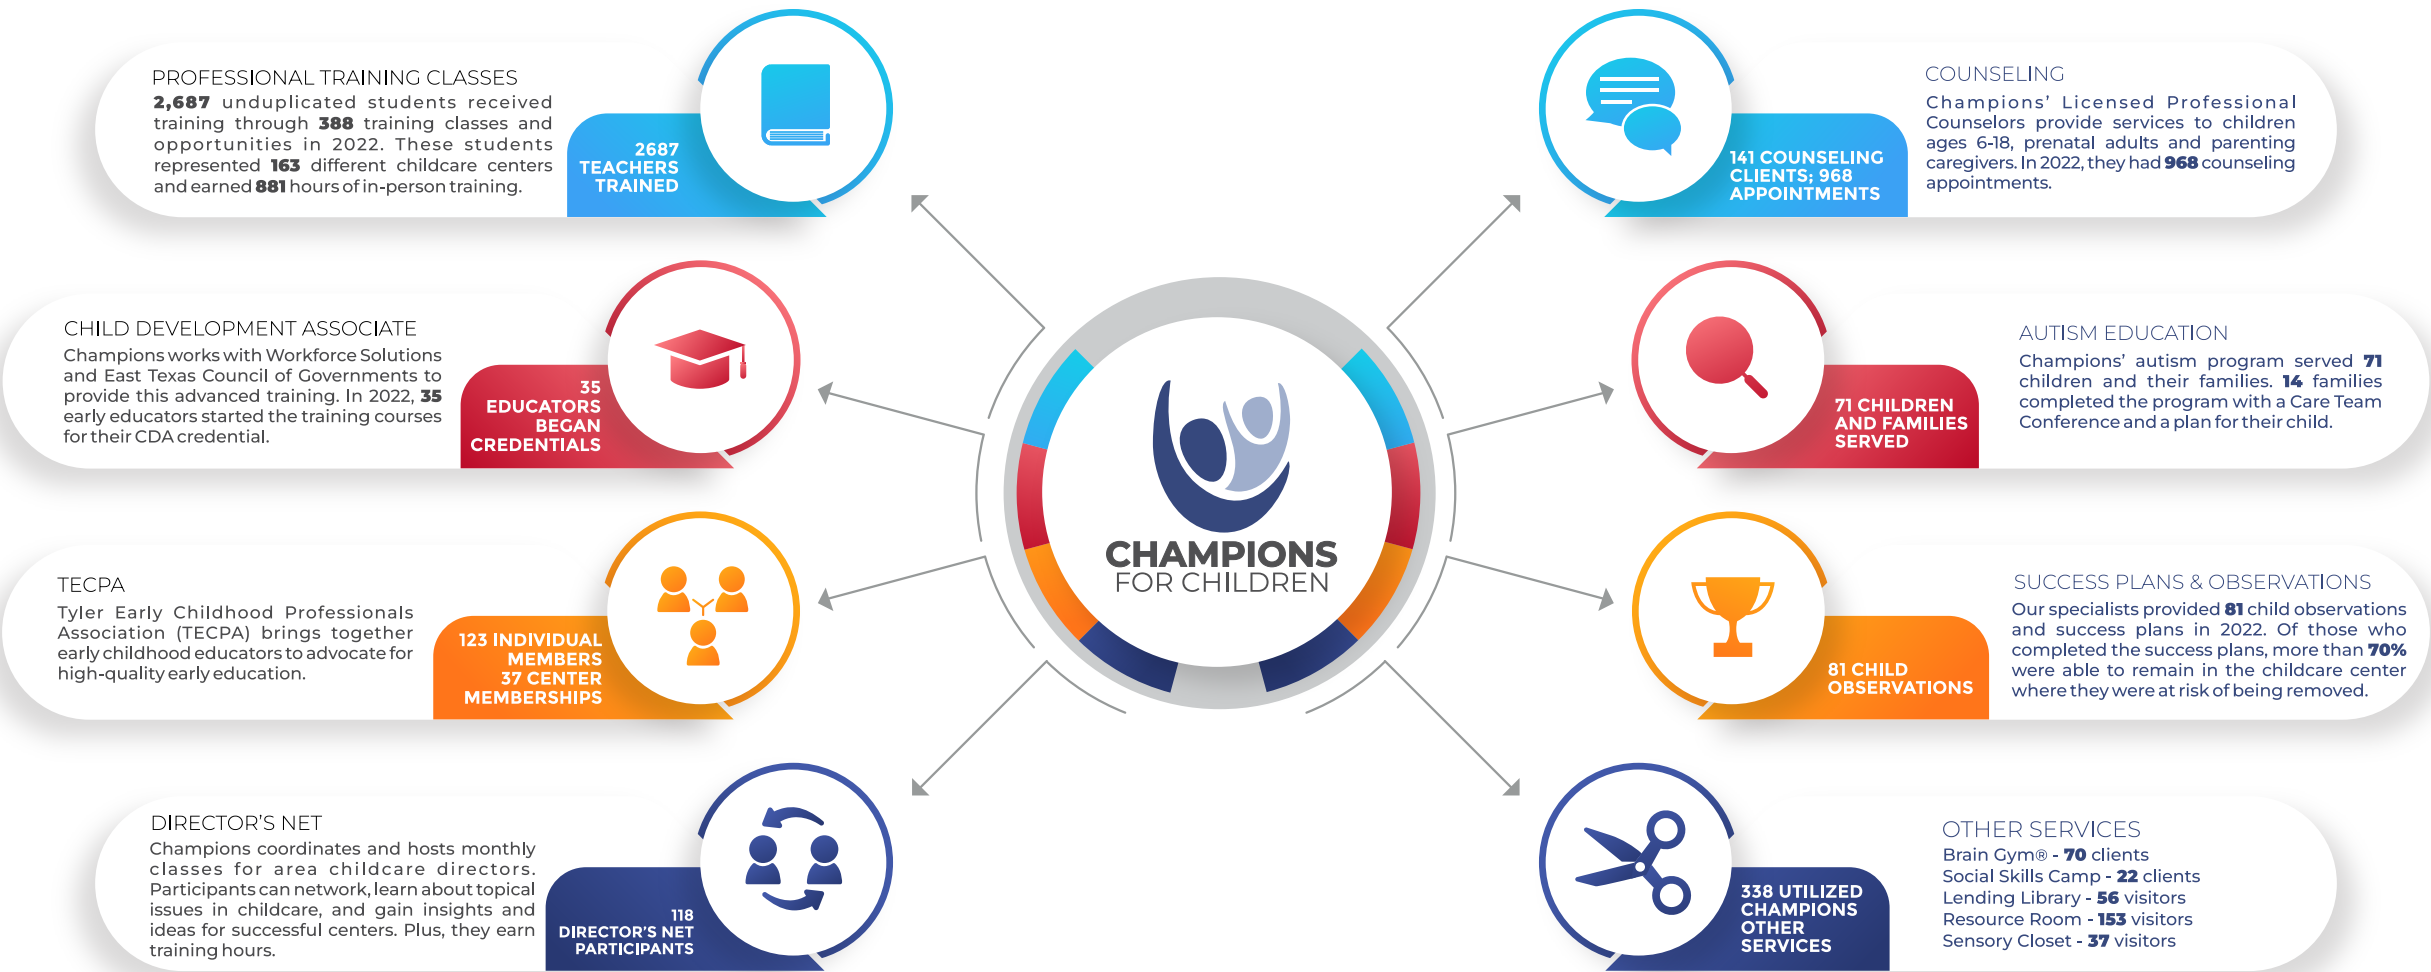 PROFESSIONAL TRAINING CLASSES
2,687 unduplicated students received
training through 388 training classes and
opportunities in 2022. These students
represented 163 different childcare centers
and earned 881 hours of in-person training.
2687
TEACHERS
TRAINED
CHILD DEVELOPMENT ASSOCIATE
Champions works with Workforce Solutions
and East Texas Council of Governments to
provide this advanced training. In 2022, 35
early educators started the training courses
for their CDA credential.
35
EDUCATORS
BEGAN
CREDENTIALS
TECPA
Tyler Early Childhood Professionals
Association (TECPA) brings together
early childhood educators to advocate for
high-quality early education.
123 INDIVIDUAL
MEMBERS
37 CENTER
MEMBERSHIPS
DIRECTOR'S NET
Champions coordinates and hosts monthly
classes for area childcare directors.
Participants can network, learn about topical
issues in childcare, and gain insights and
ideas for successful centers. Plus, they earn
training hours.
118
DIRECTOR'S NET
PARTICIPANTS
CHAMPIONS
FOR CHILDREN
141 COUNSELING
CLIENTS; 968
APPOINTMENTS
COUNSELING
Champions' Licensed Professional
Counselors provide services to children
ages 6-18, prenatal adults and parenting
caregivers. In 2022, they had 968 counseling
appointments.
71 CHILDREN
AND FAMILIES
SERVED
AUTISM EDUCATION
Champions' autism program served 71
children and their families. 14 families
completed the program with a Care Team
Conference and a plan for their child.
81 CHILD
OBSERVATIONS
SUCCESS PLANS & OBSERVATIONS
Our specialists provided 81 child observations
and success plans in 2022. Of those who
completed the success plans, more than 70%
were able to remain in the childcare center
where they were at risk of being removed.
338 UTILIZED
CHAMPIONS
OTHER
SERVICES
OTHER SERVICES
Brain Gym® - 70 clients
Social Skills Camp - 22 clients
Lending Library - 56 visitors
Resource Room - 153 visitors
Sensory Closet - 37 visitors